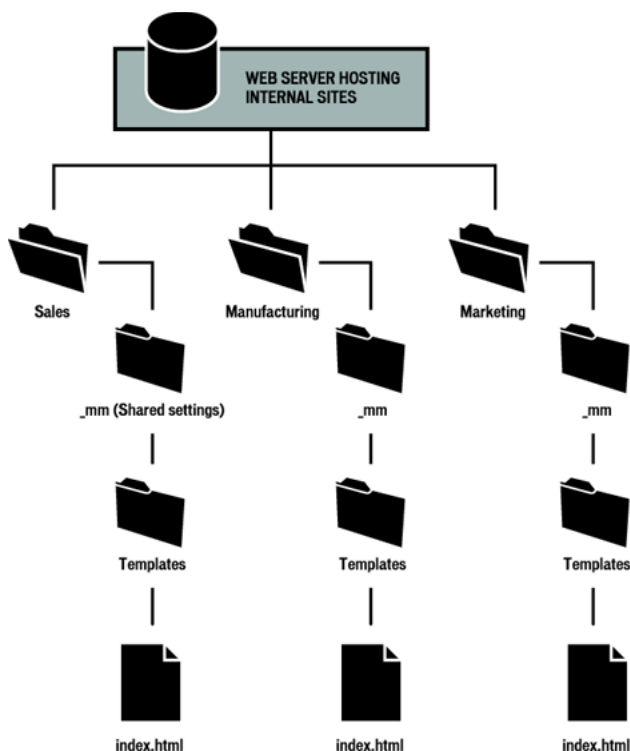 WEB SERVER HOSTING
INTERNAL SITES
Sales
Manufacturing
Marketing
_mm (Shared settings)
_mm
_mm
Templates
Templates
Templates
index.html
index.html
index.html